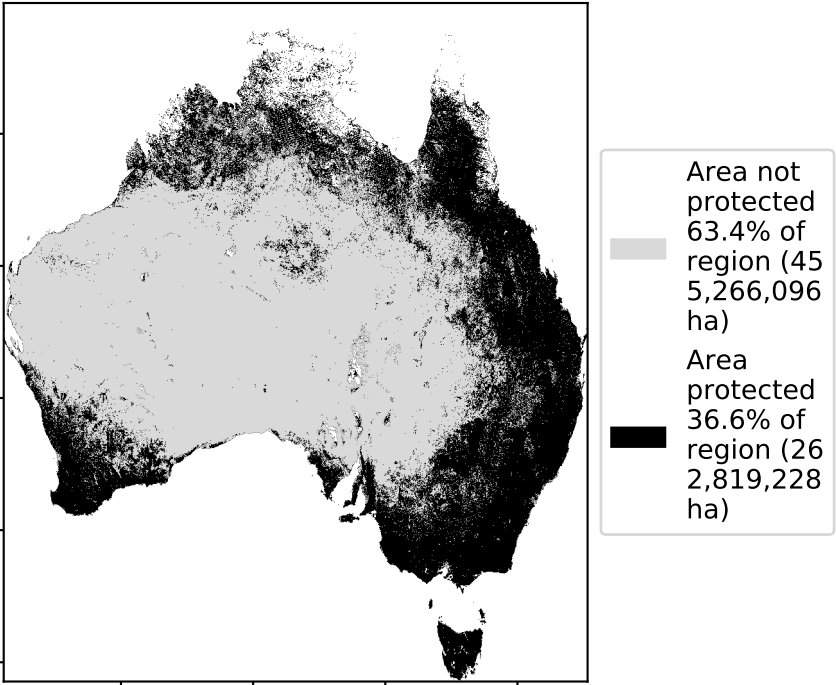 Area not
protected
63.4% of
region (45
5,266,096
ha)
Area
protected
36.6% of
region (26
2,819,228
ha)